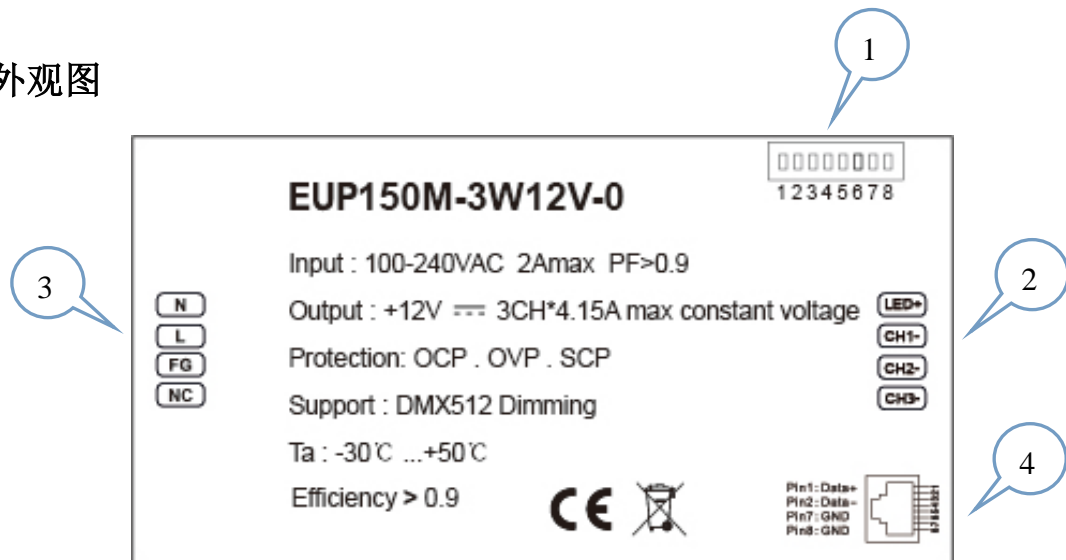 1
外观图
12345678
EUP150M-3W12V-0
Input : 100-240VAC 2Amax PF>0.9
3
2
N
Output : +12V ⎓ 3CH*4.15A max constant voltage
LED+
L
CH1-
FG
Protection: OCP . OVP . SCP
CH2-
NC
Support : DMX512 Dimming
CH3-
Ta : -30℃ ...+50℃
4
Efficiency > 0.9
CE
Pin1:Data+
Pin2:Data-
Pin7:GND
Pin8:GND
87654321